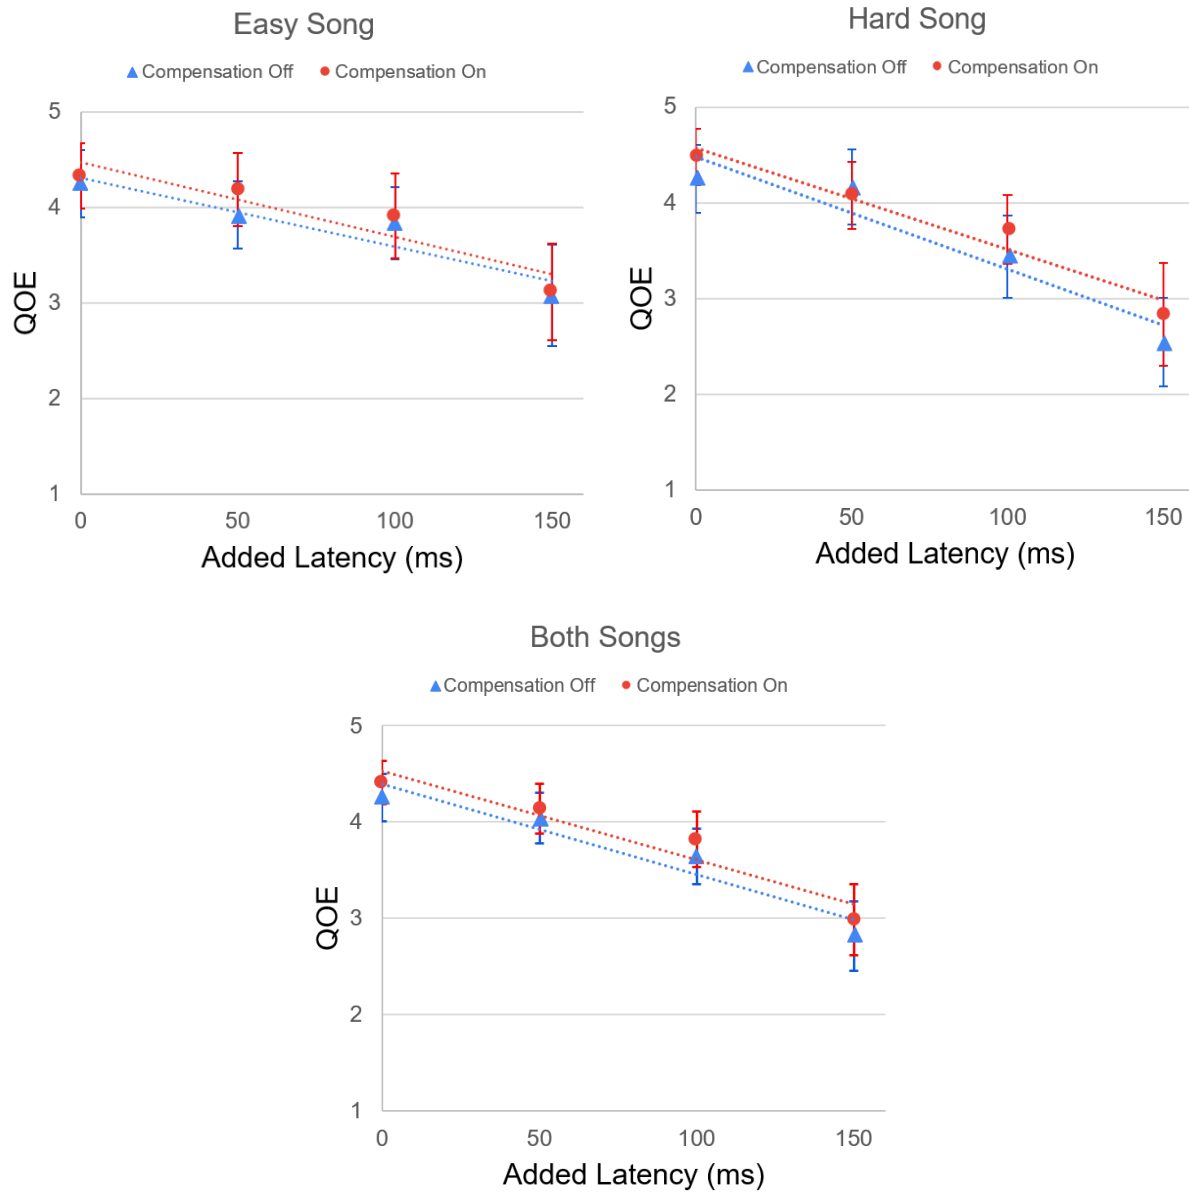 Easy Song
Compensation Off Compensation On
5
4
3
2
1
QOE
0 50 100 150
Added Latency (ms)
Hard Song
Compensation Off Compensation On
5
4
3
2
1
QOE
0 50 100 150
Added Latency (ms)
Both Songs
Compensation Off Compensation On
5
4
3
2
1
QOE
0 50 100 150
Added Latency (ms)